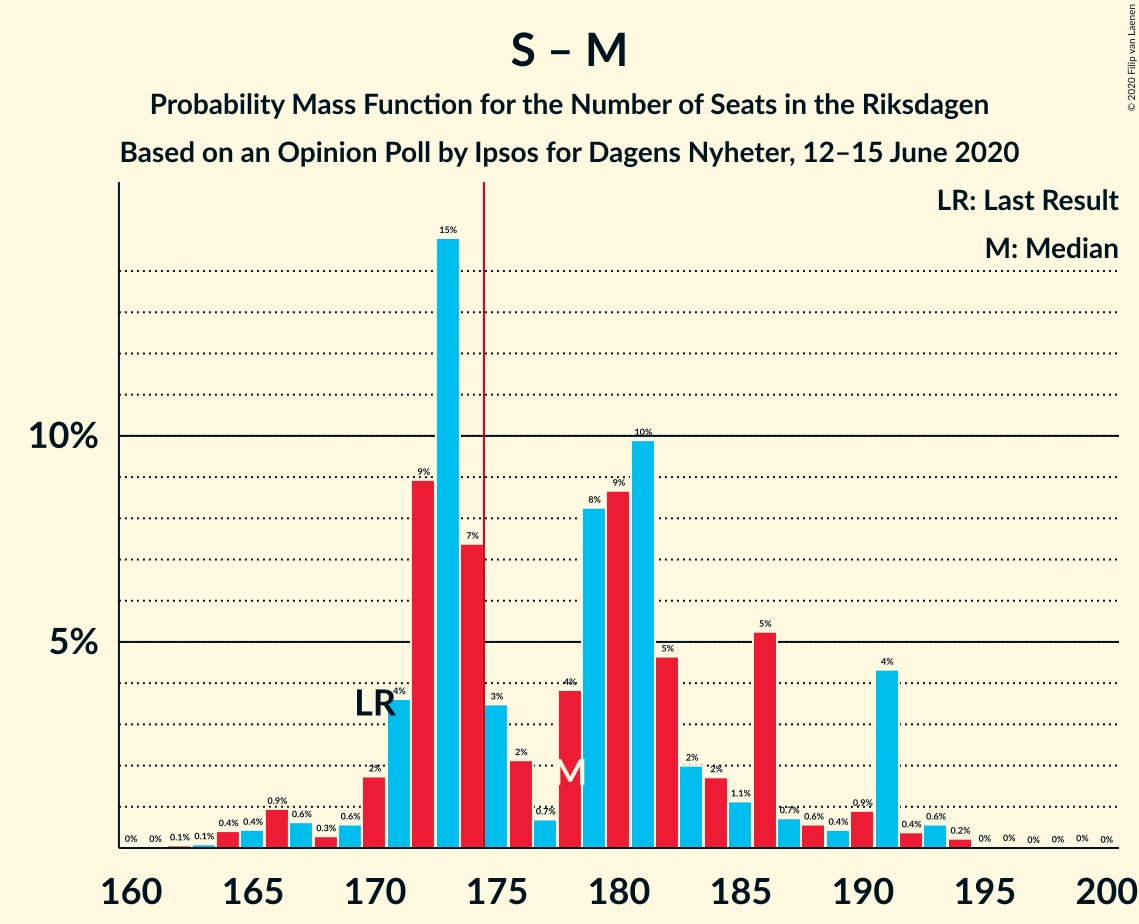 © 2020 Filip van Laenen
S – M
Probability Mass Function for the Number of Seats in the Riksdagen
Based on an Opinion Poll by Ipsos for Dagens Nyheter, 12–15 June 2020
LR: Last Result
M: Median
10%
5%
0% 0% 0.1% 0.1% 0.4% 0.4% 0.9% 0.6% 0.3% 0.6% 2% 4% 9% 15% 7% 3% 2% 0.7% 4% 8% 9% 10% 5% 2% 2% 1.1% 5% 0.7% 0.6% 0.4% 0.9% 4% 0.4% 0.6% 0.2% 0% 0% 0% 0% 0% 0%
LR
M
160 165 170 175 180 185 190 195 200